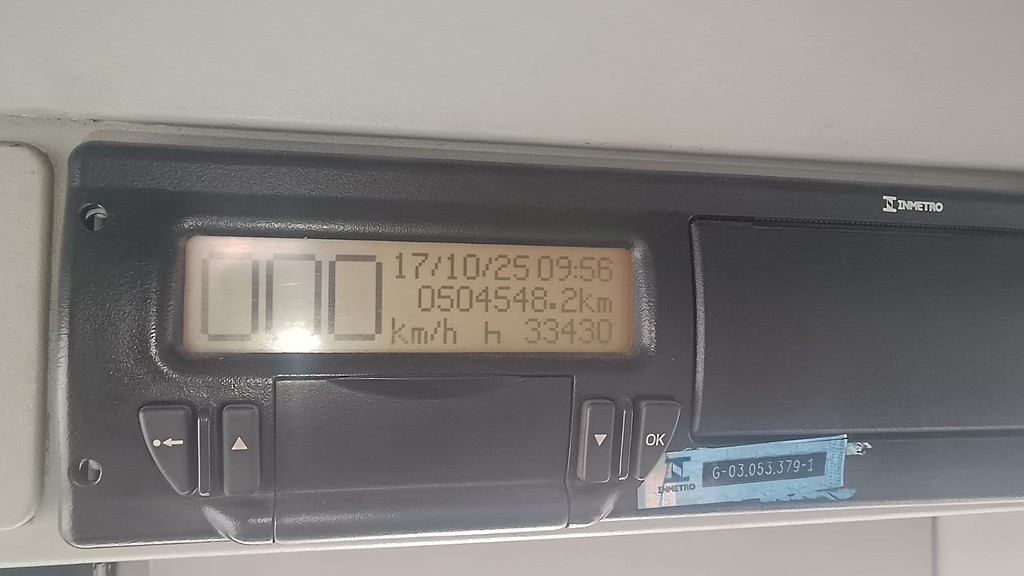 INMETRO
000 17/10/25 09:56
0504548.2km
km/h h 33430
OK
INMETRO G-03.053.379-1